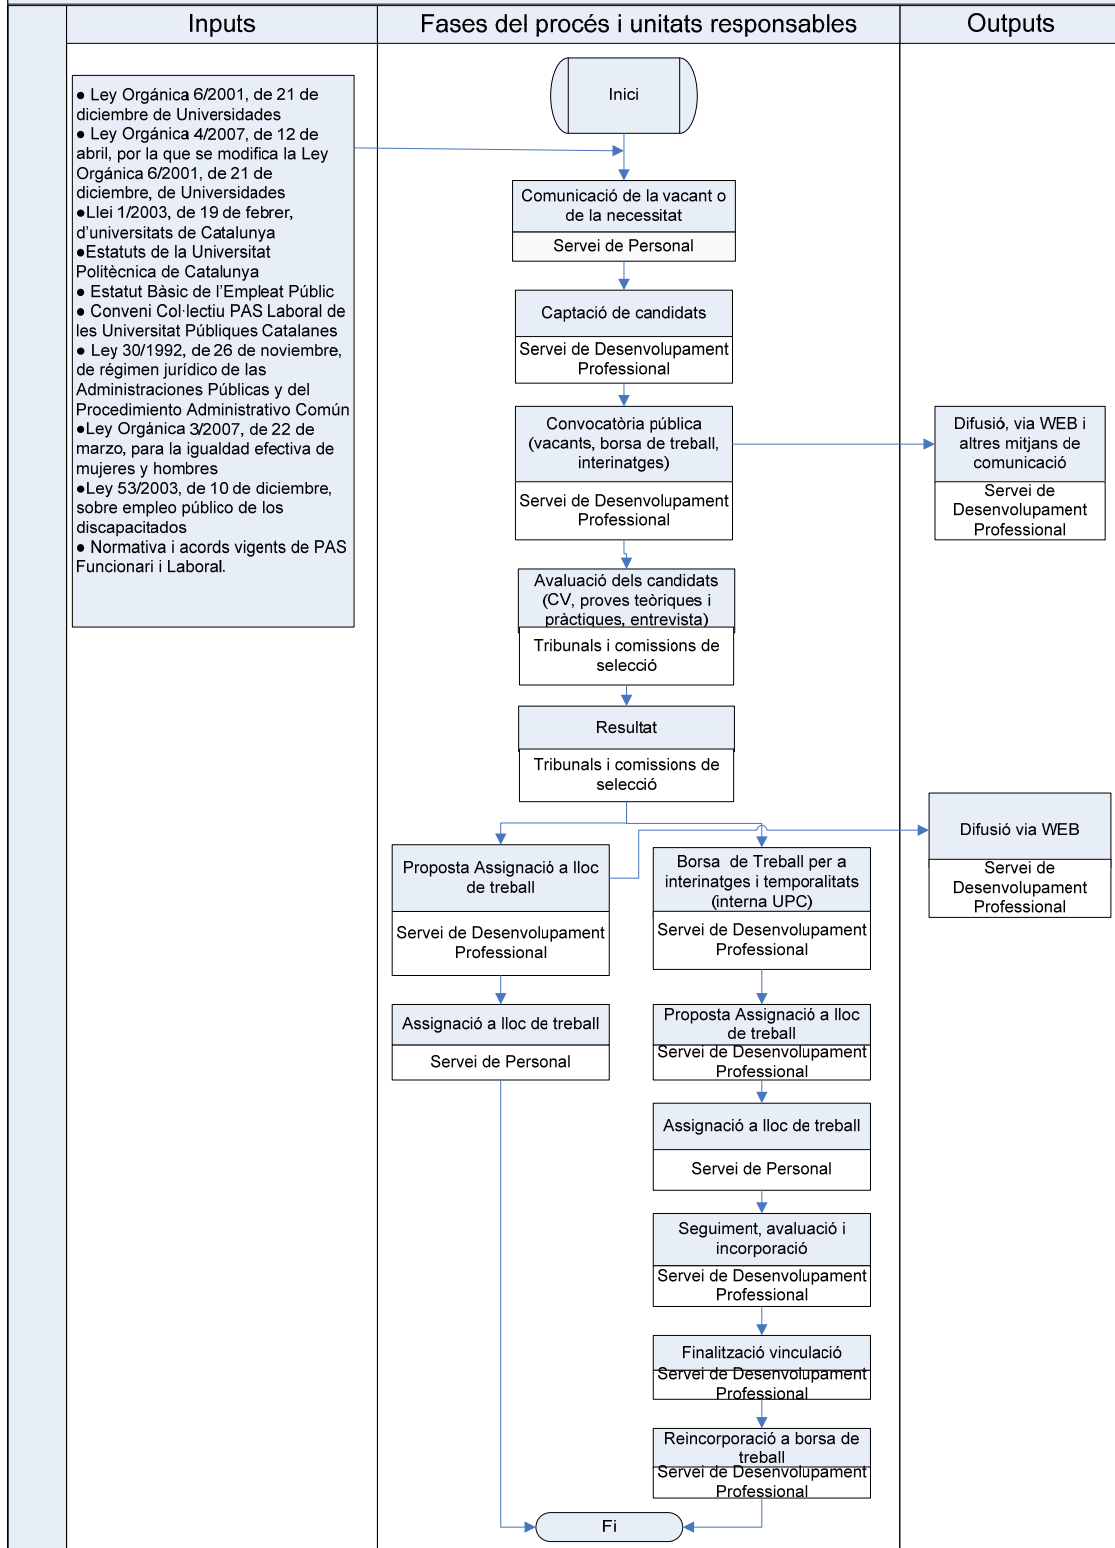 Inputs
Fases del procés i unitats responsables
Outputs
● Ley Orgánica 6/2001, de 21 de
diciembre de Universidades
● Ley Orgánica 4/2007, de 12 de
abril, por la que se modifica la Ley
Orgánica 6/2001, de 21 de
diciembre, de Universidades
●Llei 1/2003, de 19 de febrer,
d'universitats de Catalunya
●Estatuts de la Universitat
Politècnica de Catalunya
● Estatut Bàsic de l'Empleat Públic
● Conveni Col·lectiu PAS Laboral de
les Universitat Públiques Catalanes
● Ley 30/1992, de 26 de noviembre,
de régimen jurídico de las
Administraciones Públicas y del
Procedimiento Administrativo Común
●Ley Orgánica 3/2007, de 22 de
marzo, para la igualdad efectiva de
mujeres y hombres
●Ley 53/2003, de 10 de diciembre,
sobre empleo público de los
discapacitados
● Normativa i acords vigents de PAS
Funcionari i Laboral.
Inici
Comunicació de la vacant o
de la necessitat
Servei de Personal
Captació de candidats
Servei de Desenvolupament
Professional
Convocatòria pública
(vacants, borsa de treball,
interinatges)
Servei de Desenvolupament
Professional
Difusió, via WEB i
altres mitjans de
comunicació
Servei de
Desenvolupament
Professional
Avaluació dels candidats
(CV, proves teòriques i
pràctiques, entrevista)
Tribunals i comissions de
selecció
Resultat
Tribunals i comissions de
selecció
Difusió via WEB
Servei de
Desenvolupament
Professional
Proposta Assignació a lloc
de treball
Servei de Desenvolupament
Professional
Assignació a lloc de treball
Servei de Personal
Borsa de Treball per a
interinatges i temporalitats
(interna UPC)
Servei de Desenvolupament
Professional
Proposta Assignació a lloc
de treball
Servei de Desenvolupament
Professional
Assignació a lloc de treball
Servei de Personal
Seguiment, avaluació i
incorporació
Servei de Desenvolupament
Professional
Finalització vinculació
Servei de Desenvolupament
Professional
Reincorporació a borsa de
treball
Servei de Desenvolupament
Professional
Fi